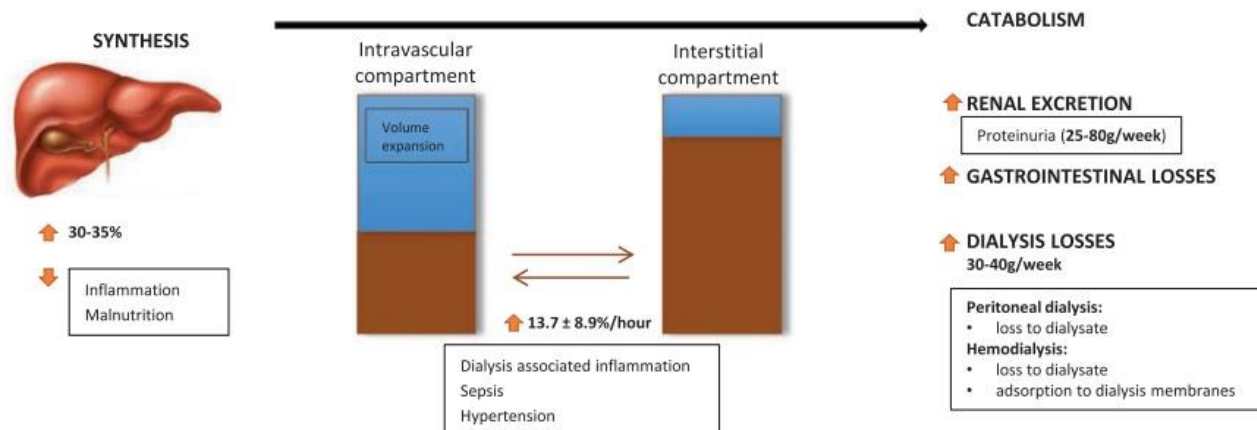 SYNTHESIS
30-35%
Inflammation
Malnutrition
Intravascular
compartment
Volume
expansion
Interstitial
compartment
13.7 ± 8.9%/hour
Dialysis associated inflammation
Sepsis
Hypertension
CATABOLISM
RENAL EXCRETION
Proteinuria (25-80g/week)
GASTROINTESTINAL LOSSES
DIALYSIS LOSSES
30-40g/week
Peritoneal dialysis:
• loss to dialysate
Hemodialysis:
• loss to dialysate
• adsorption to dialysis membranes